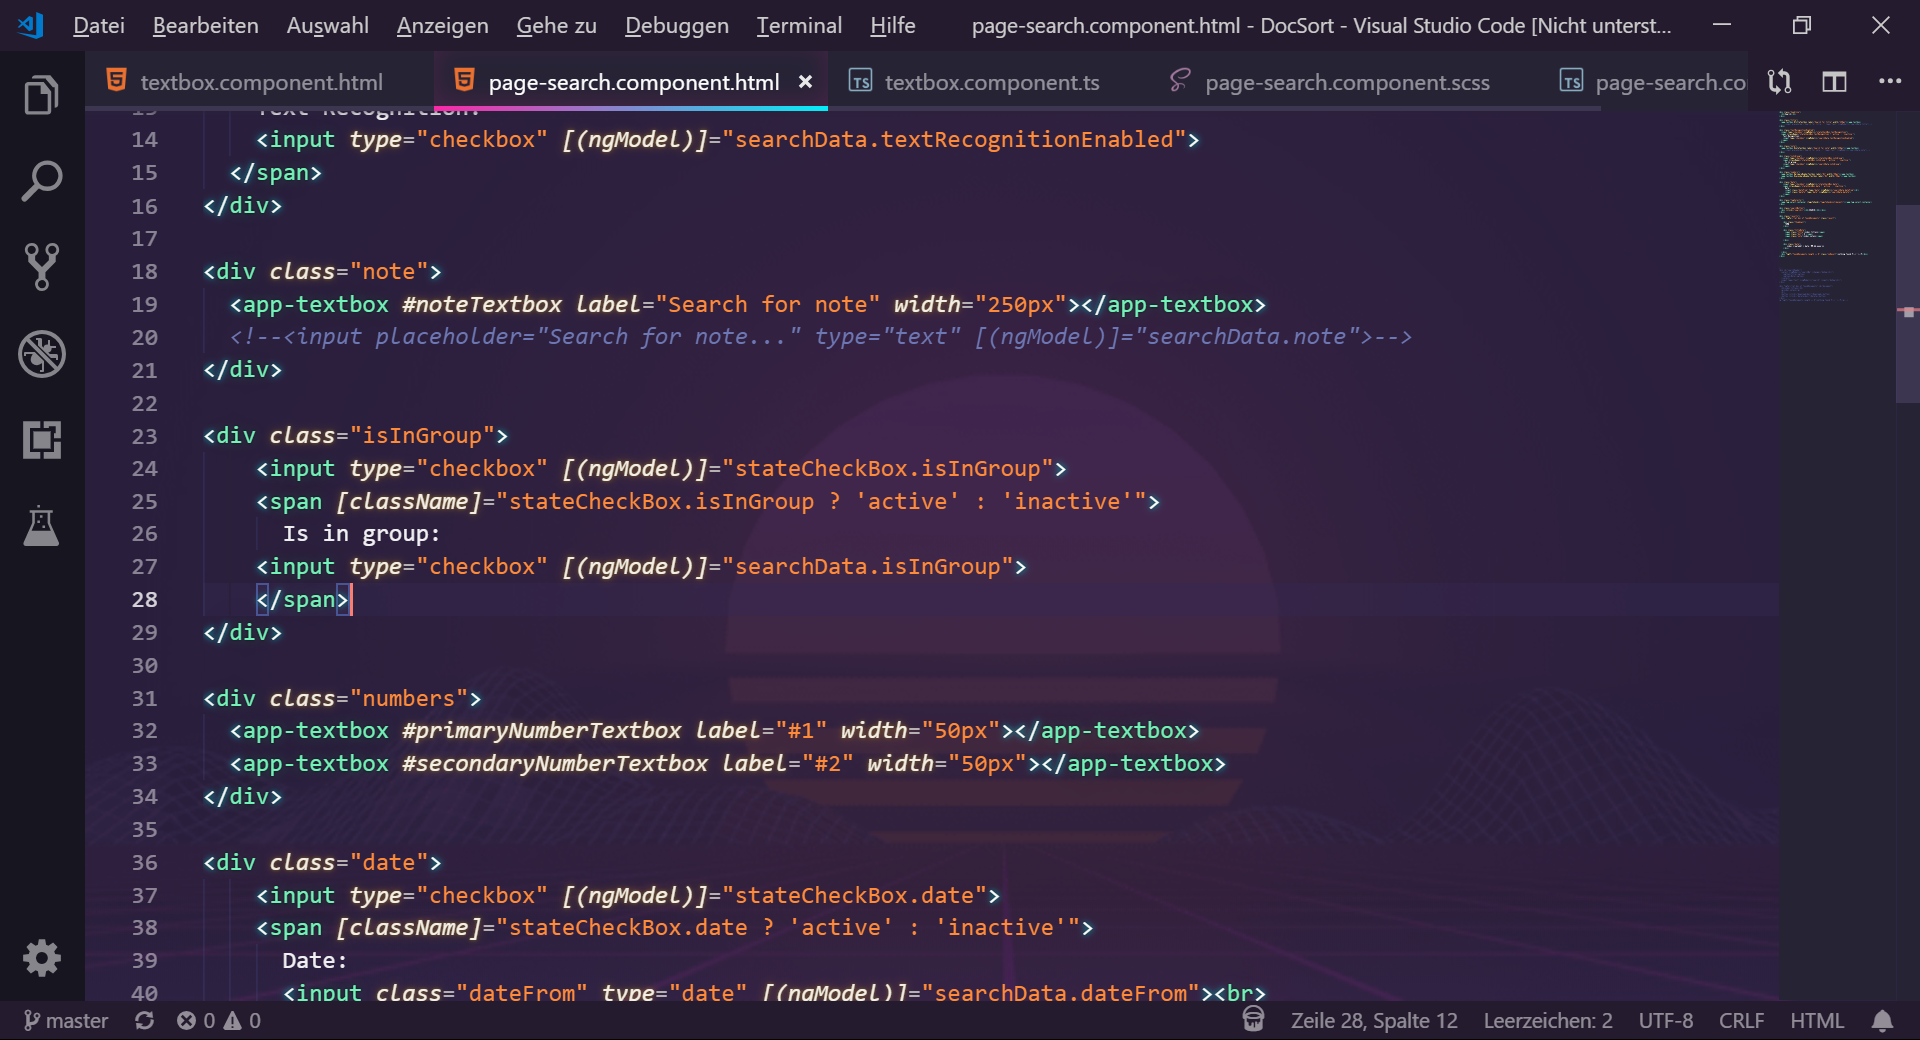 Datei Bearbeiten Auswahl Anzeigen Gehe zu Debuggen Terminal Hilfe page-search.component.html - DocSort - Visual Studio Code [Nicht unterst...
textbox.component.html page-search.component.html × textbox.component.ts page-search.component.scss page-search.co
13 Text Recognition:
14 <input type="checkbox" [(ngModel)]="searchData.textRecognitionEnabled">
15 </span>
16 </div>
17
18 <div class="note">
19 <app-textbox #noteTextbox label="Search for note" width="250px"></app-textbox>
20 <!--<input placeholder="Search for note..." type="text" [(ngModel)]="searchData.note">-->
21 </div>
22
23 <div class="isInGroup">
24 <input type="checkbox" [(ngModel)]="stateCheckBox.isInGroup">
25 <span [className]="stateCheckBox.isInGroup ? 'active' : 'inactive'">
26 Is in group:
27 <input type="checkbox" [(ngModel)]="searchData.isInGroup">
28 </span>
29 </div>
30
31 <div class="numbers">
32 <app-textbox #primaryNumberTextbox label="#1" width="50px"></app-textbox>
33 <app-textbox #secondaryNumberTextbox label="#2" width="50px"></app-textbox>
34 </div>
35
36 <div class="date">
37 <input type="checkbox" [(ngModel)]="stateCheckBox.date">
38 <span [className]="stateCheckBox.date ? 'active' : 'inactive'">
39 Date:
40 <input class="dateFrom" type="date" [(ngModel)]="searchData.dateFrom"><br>
master 0 0 Zeile 28, Spalte 12 Leerzeichen: 2 UTF-8 CRLF HTML